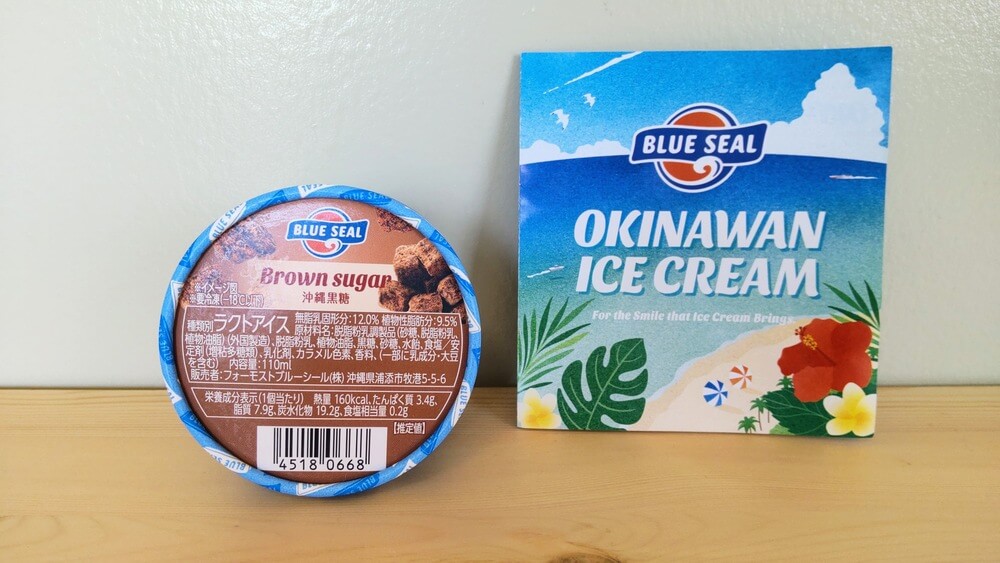 BLUE SEAL
Brown sugar
沖縄黒糖
※イメージ図
※要冷凍(−18℃以下)
種類別 ラクトアイス 無脂乳固形分:12.0% 植物性脂肪分:9.5%
原材料名:脱脂粉乳調製品(砂糖、脱脂粉乳、
植物油脂)(外国製造)、脱脂粉乳、植物油脂、黒糖、砂糖、水飴、食塩/安
定剤(増粘多糖類)、乳化剤、カラメル色素、香料、(一部に乳成分・大豆
を含む) 内容量:110ml
販売者:フォーモストブルーシール(株) 沖縄県浦添市牧港5-5-6
栄養成分表示(1個当たり) 熱量 160kcal、たんぱく質 3.4g、
脂質 7.9g、炭水化物 19.2g、食塩相当量 0.2g
【推定値】
4518 0668
BLUE SEAL
OKINAWAN
ICE CREAM
For the Smile that Ice Cream Brings.